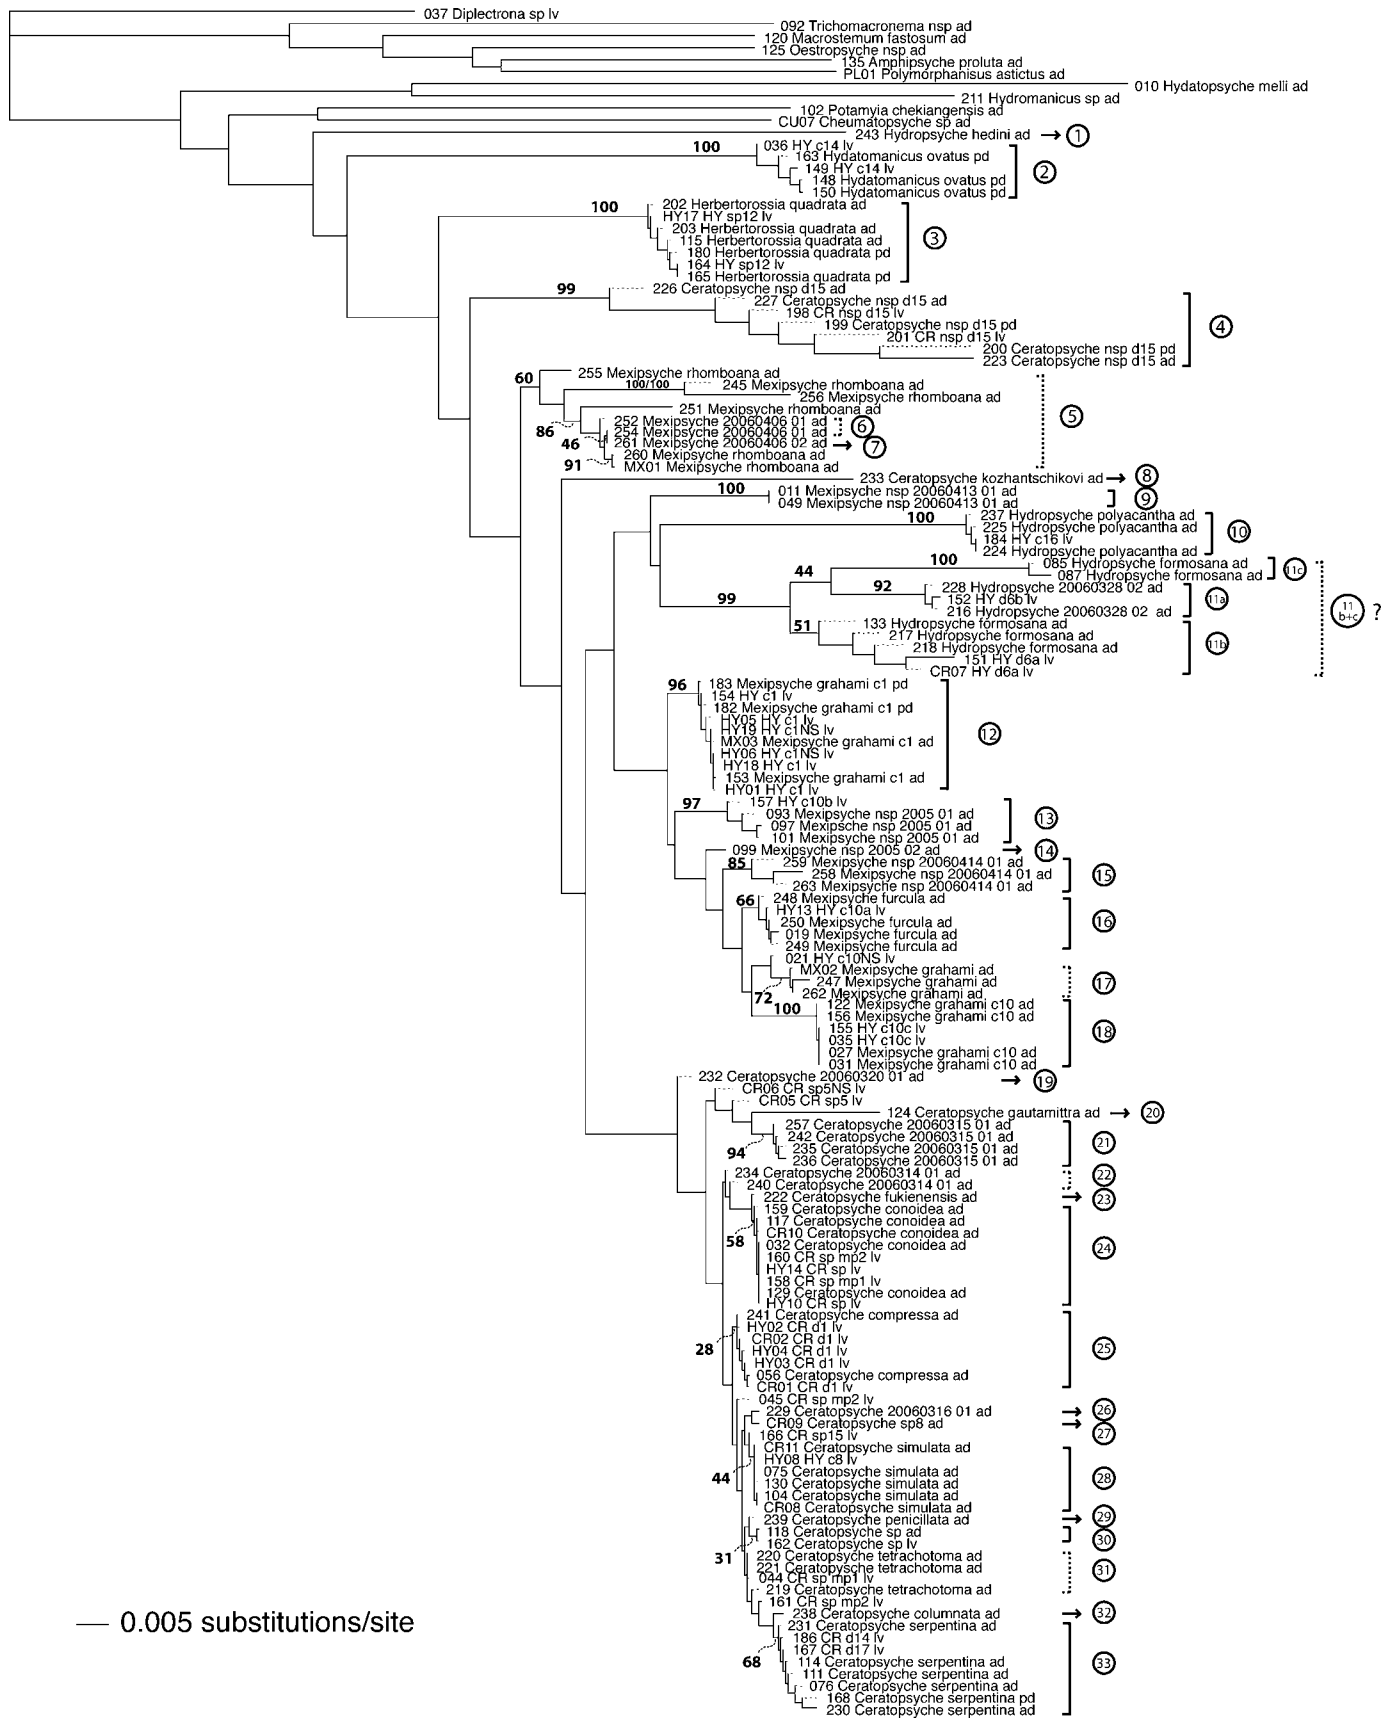 037 Diplectrona sp lv
092 Trichomacronema nsp ad
120 Macrostemum fastosum ad
125 Oestropsyche nsp ad
135 Amphipsyche proluta ad
PL01 Polymorphanisus astictus ad
010 Hydatopsyche melli ad
211 Hydromanicus sp ad
102 Potamyia chekiangensis ad
CU07 Cheumatopsyche sp ad
243 Hydropsyche hedini ad → 1
036 HY c14 lv
100
163 Hydatomanicus ovatus pd
149 HY c14 lv
2
148 Hydatomanicus ovatus pd
150 Hydatomanicus ovatus pd
202 Herbertorossia quadrata ad
100
HY17 HY sp12 lv
203 Herbertorossia quadrata ad
115 Herbertorossia quadrata ad
3
180 Herbertorossia quadrata pd
164 HY sp12 lv
165 Herbertorossia quadrata pd
99
226 Ceratopsyche nsp d15 ad
227 Ceratopsyche nsp d15 ad
198 CR nsp d15 lv
199 Ceratopsyche nsp d15 pd
4
201 CR nsp d15 lv
200 Ceratopsyche nsp d15 pd
223 Ceratopsyche nsp d15 ad
60
255 Mexipsyche rhomboana ad
100/100
245 Mexipsyche rhomboana ad
256 Mexipsyche rhomboana ad
251 Mexipsyche rhomboana ad
5
252 Mexipsyche 20060406 01 ad
86
6
254 Mexipsyche 20060406 01 ad
46
261 Mexipsyche 20060406 02 ad → 7
260 Mexipsyche rhomboana ad
91
MX01 Mexipsyche rhomboana ad
233 Ceratopsyche kozhantschikovi ad → 8
100
011 Mexipsyche nsp 20060413 01 ad
9
049 Mexipsyche nsp 20060413 01 ad
100
237 Hydropsyche polyacantha ad
225 Hydropsyche polyacantha ad
10
184 HY c16 lv
224 Hydropsyche polyacantha ad
100
085 Hydropsyche formosana ad
44
11c
087 Hydropsyche formosana ad
92
228 Hydropsyche 20060328 02 ad
99
152 HY d6b lv
11a
216 Hydropsyche 20060328 02 ad
11 b+c ?
51
133 Hydropsyche formosana ad
217 Hydropsyche formosana ad
11b
218 Hydropsyche formosana ad
151 HY d6a lv
CR07 HY d6a lv
96
183 Mexipsyche grahami c1 pd
154 HY c1 lv
182 Mexipsyche grahami c1 pd
HY05 HY c1 lv
HY19 HY c1NS lv
12
MX03 Mexipsyche grahami c1 ad
HY06 HY c1NS lv
HY18 HY c1 lv
153 Mexipsyche grahami c1 ad
HY01 HY c1 lv
97
157 HY c10b lv
093 Mexipsyche nsp 2005 01 ad
13
097 Mexipsche nsp 2005 01 ad
101 Mexipsyche nsp 2005 01 ad
099 Mexipsyche nsp 2005 02 ad → 14
85
259 Mexipsyche nsp 20060414 01 ad
258 Mexipsyche nsp 20060414 01 ad
15
263 Mexipsyche nsp 20060414 01 ad
66
248 Mexipsyche furcula ad
HY13 HY c10a lv
250 Mexipsyche furcula ad
16
019 Mexipsyche furcula ad
249 Mexipsyche furcula ad
021 HY c10NS lv
MX02 Mexipsyche grahami ad
247 Mexipsyche grahami ad
17
72
262 Mexipsyche grahami ad
100
122 Mexipsyche grahami c10 ad
156 Mexipsyche grahami c10 ad
155 HY c10c lv
18
035 HY c10c lv
027 Mexipsyche grahami c10 ad
031 Mexipsyche grahami c10 ad
232 Ceratopsyche 20060320 01 ad → 19
CR06 CR sp5NS lv
CR05 CR sp5 lv
124 Ceratopsyche gautamittra ad → 20
257 Ceratopsyche 20060315 01 ad
242 Ceratopsyche 20060315 01 ad
21
94
235 Ceratopsyche 20060315 01 ad
236 Ceratopsyche 20060315 01 ad
234 Ceratopsyche 20060314 01 ad
22
240 Ceratopsyche 20060314 01 ad
222 Ceratopsyche fukienensis ad → 23
159 Ceratopsyche conoidea ad
117 Ceratopsyche conoidea ad
CR10 Ceratopsyche conoidea ad
58
032 Ceratopsyche conoidea ad
24
160 CR sp mp2 lv
HY14 CR sp lv
158 CR sp mp1 lv
129 Ceratopsyche conoidea ad
HY10 CR sp lv
241 Ceratopsyche compressa ad
HY02 CR d1 lv
CR02 CR d1 lv
28
HY04 CR d1 lv
25
HY03 CR d1 lv
056 Ceratopsyche compressa ad
CR01 CR d1 lv
045 CR sp mp2 lv
229 Ceratopsyche 20060316 01 ad → 26
CR09 Ceratopsyche sp8 ad → 27
166 CR sp15 lv
CR11 Ceratopsyche simulata ad
HY08 HY c8 lv
44
075 Ceratopsyche simulata ad
28
130 Ceratopsyche simulata ad
104 Ceratopsyche simulata ad
CR08 Ceratopsyche simulata ad
239 Ceratopsyche penicillata ad → 29
118 Ceratopsyche sp ad
30
162 Ceratopsyche sp lv
31
220 Ceratopsyche tetrachotoma ad
221 Ceratopysche tetrachotoma ad
31
044 CR sp mp1 lv
219 Ceratopsyche tetrachotoma ad
161 CR sp mp2 lv
238 Ceratopsyche columnata ad → 32
231 Ceratopsyche serpentina ad
186 CR d14 lv
167 CR d17 lv
68
114 Ceratopsyche serpentina ad
33
111 Ceratopsyche serpentina ad
076 Ceratopsyche serpentina ad
168 Ceratopsyche serpentina pd
230 Ceratopsyche serpentina ad
0.005 substitutions/site